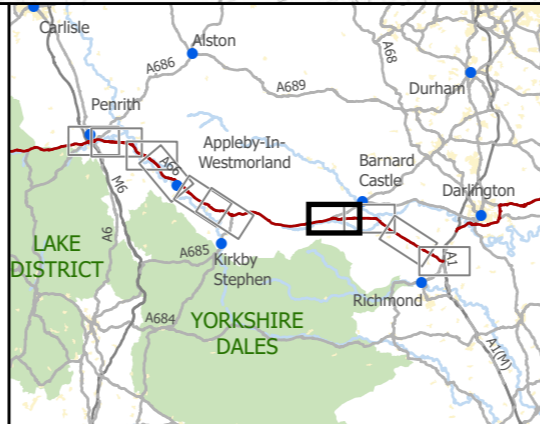 Carlisle
Alston
A68
A686
A689
Durham
Penrith
Appleby-In-
Westmorland
A66
Barnard
Castle
Darlington
M6
A6
LAKE
DISTRICT
A685
Kirkby
Stephen
A1
Richmond
A684
YORKSHIRE
DALES
A1(M)